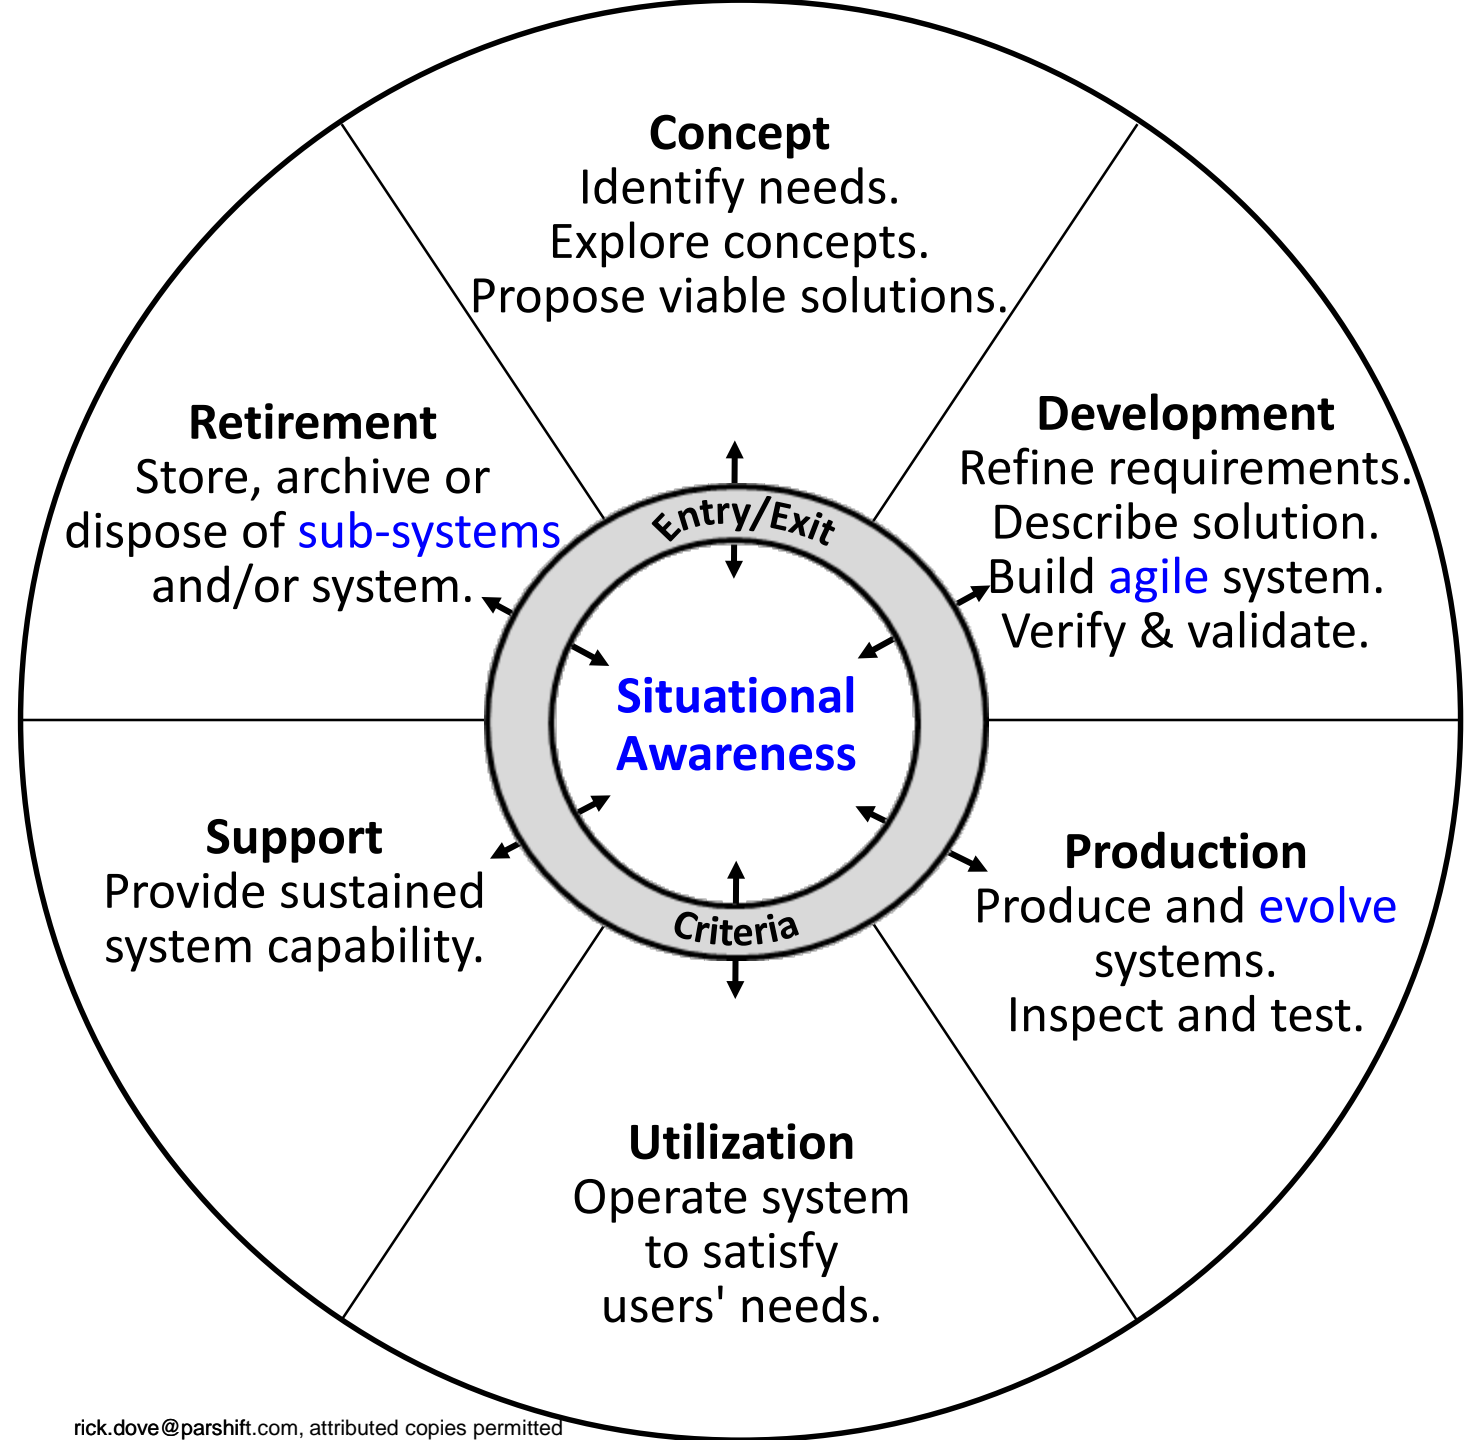 Concept
Identify needs.
Explore concepts.
Propose viable solutions.
Development
Refine requirements.
Describe solution.
Build agile system.
Verify & validate.
Production
Produce and evolve
systems.
Inspect and test.
Utilization
Operate system
to satisfy
users' needs.
Support
Provide sustained
system capability.
Retirement
Store, archive or
dispose of sub-systems
and/or system.
Entry/Exit
Criteria
Situational
Awareness
rick.dove@parshift.com, attributed copies permitted